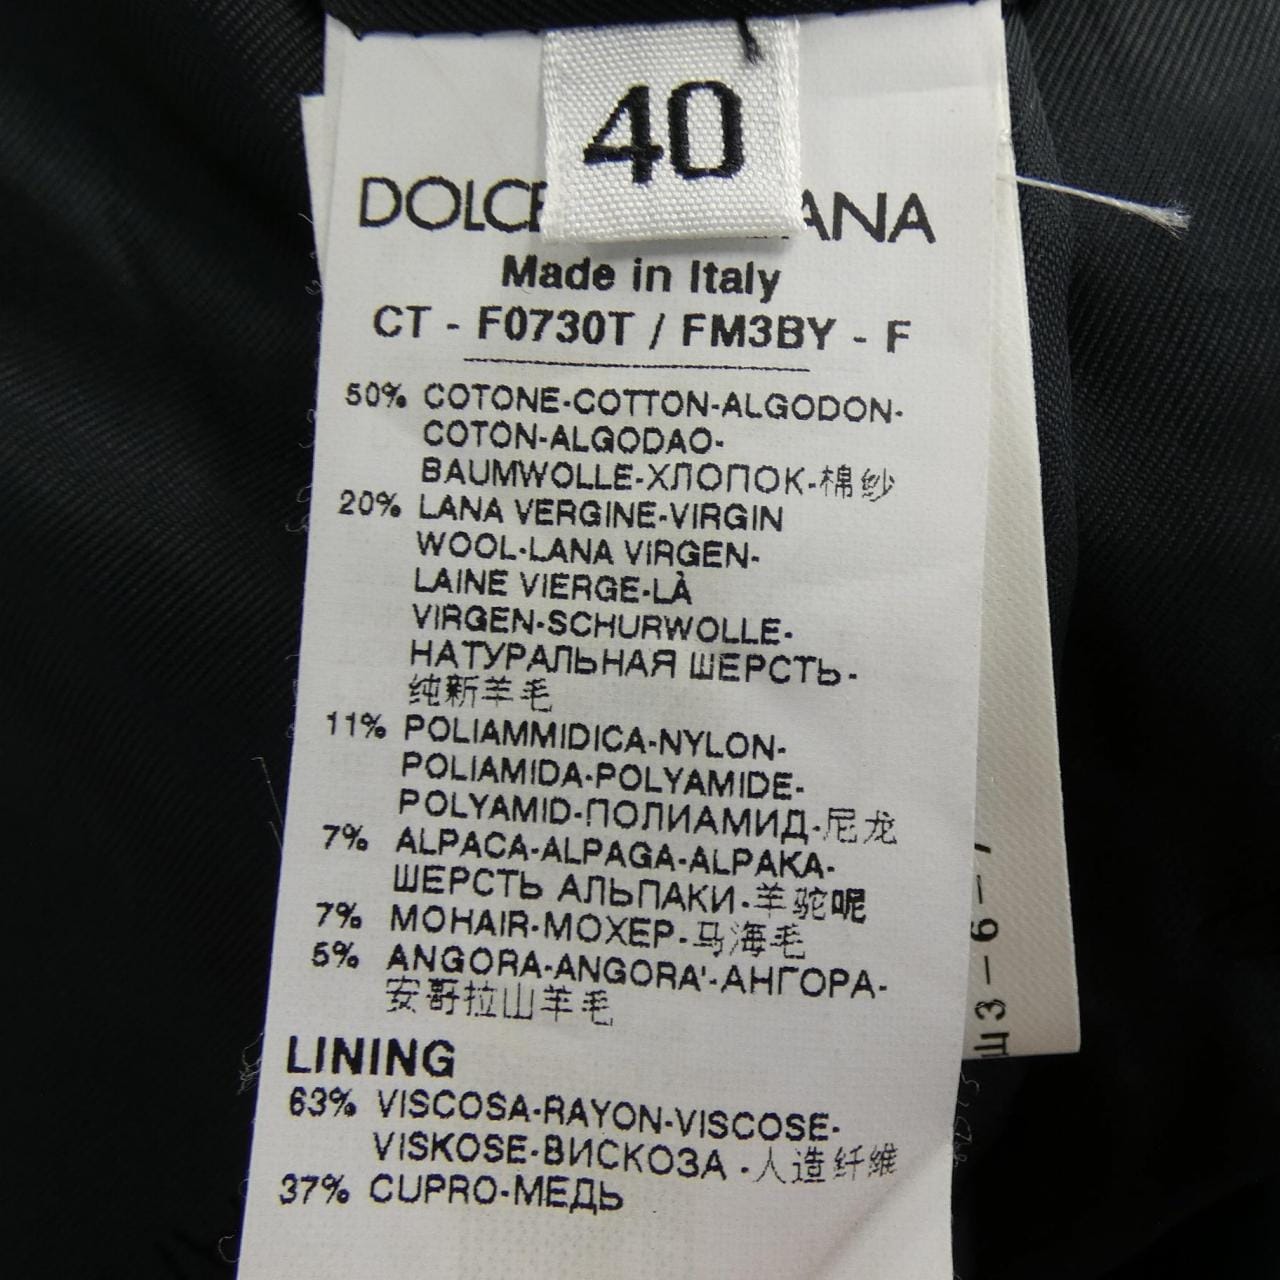 40
DOLCE ANA
Made in Italy
CT - F0730T / FM3BY - F
50% COTONE-COTTON-ALGODON-
COTON-ALGODAO-
BAUMWOLLE-ХЛОПОК-棉纱
20% LANA VERGINE-VIRGIN
WOOL-LANA VIRGEN-
LAINE VIERGE-LÀ
VIRGEN-SCHURWOLLE-
НАТУРАЛЬНАЯ ШЕРСТЬ-
纯新羊毛
11% POLIAMMIDICA-NYLON-
POLIAMIDA-POLYAMIDE-
POLYAMID-ПОЛИАМИД-尼龙
7% ALPACA-ALPAGA-ALPAKA-
ШЕРСТЬ АЛЬПАКИ-羊驼呢
7% MOHAIR-МОХЕР-马海毛
5% ANGORA-ANGORA'-АНГОРА-
安哥拉山羊毛
LINING
63% VISCOSA-RAYON-VISCOSE-
VISKOSE-ВИСКОЗА -人造纤维
37% CUPRO-МЕДЬ
山3-6-7